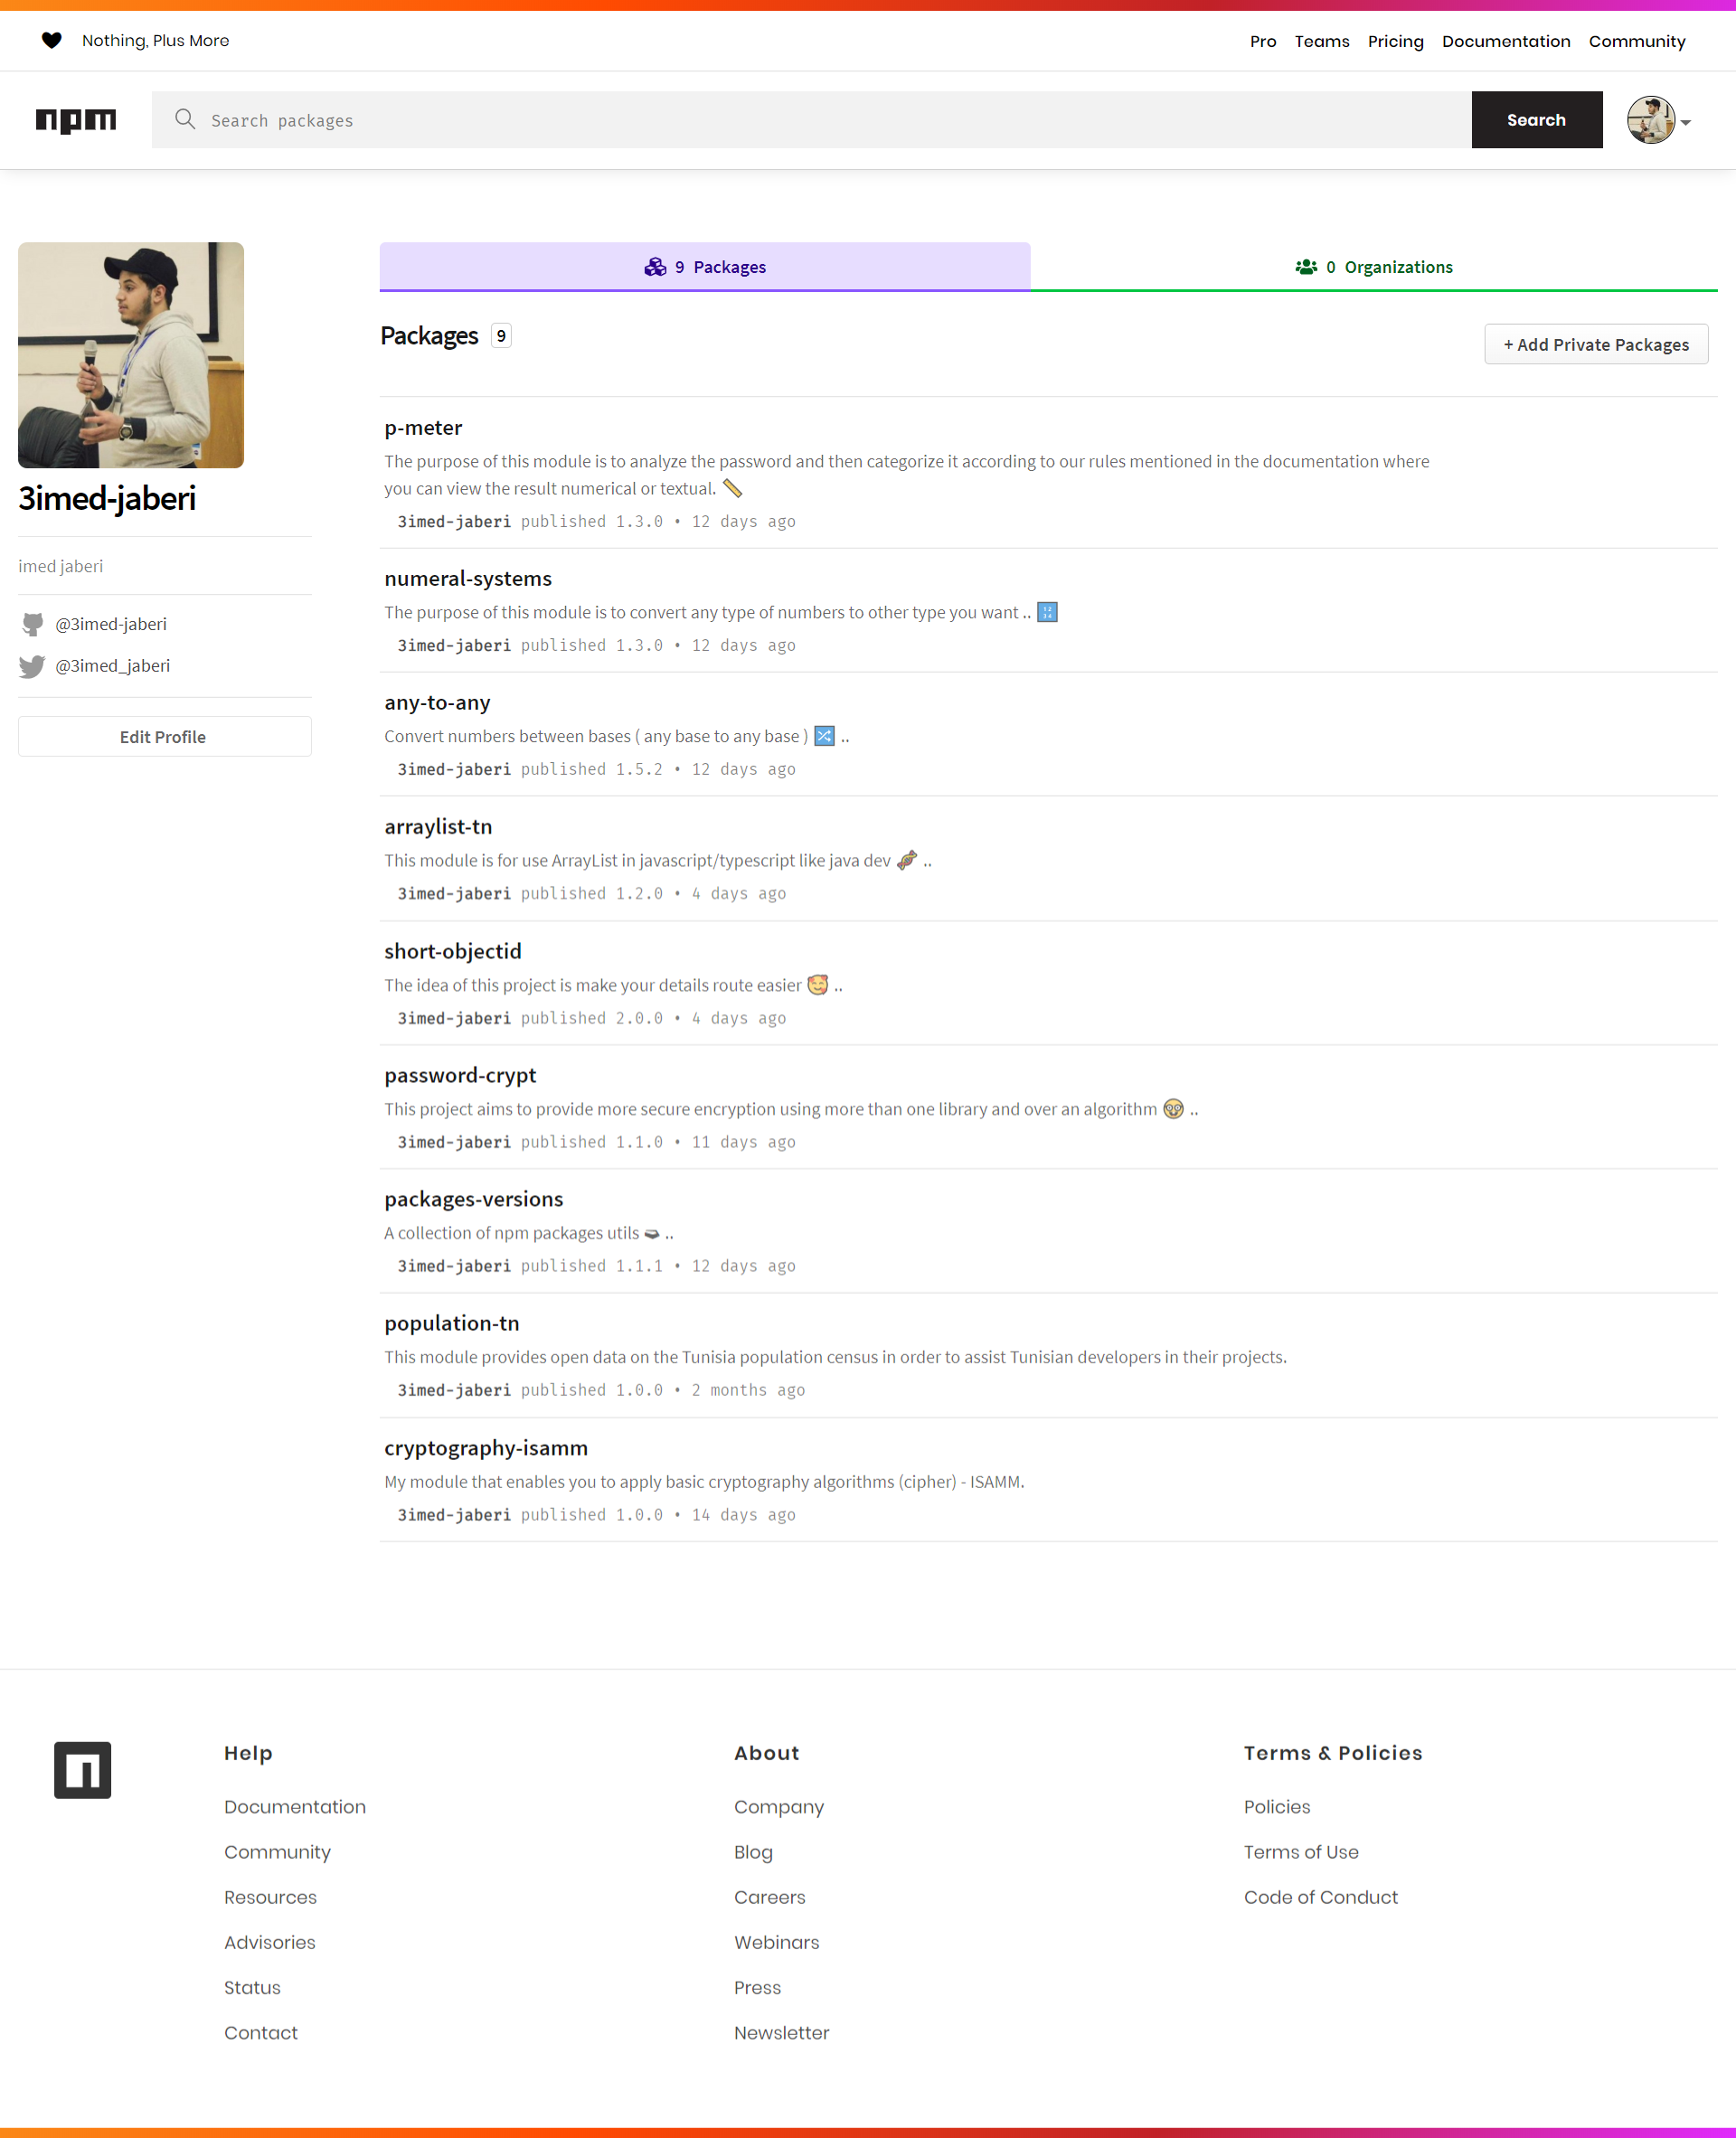 Nothing, Plus More
Pro Teams Pricing Documentation Community
npm
Search packages
Search
9 Packages
0 Organizations
Packages 9
+ Add Private Packages
3imed-jaberi
imed jaberi
@3imed-jaberi
@3imed_jaberi
Edit Profile
p-meter
The purpose of this module is to analyze the password and then categorize it according to our rules mentioned in the documentation where
you can view the result numerical or textual. 📏
3imed-jaberi published 1.3.0 • 12 days ago
numeral-systems
The purpose of this module is to convert any type of numbers to other type you want .. 🔢
3imed-jaberi published 1.3.0 • 12 days ago
any-to-any
Convert numbers between bases ( any base to any base ) 🔀 ..
3imed-jaberi published 1.5.2 • 12 days ago
arraylist-tn
This module is for use ArrayList in javascript/typescript like java dev 🍬 ..
3imed-jaberi published 1.2.0 • 4 days ago
short-objectid
The idea of this project is make your details route easier 🥰 ..
3imed-jaberi published 2.0.0 • 4 days ago
password-crypt
This project aims to provide more secure encryption using more than one library and over an algorithm 🤓 ..
3imed-jaberi published 1.1.0 • 11 days ago
packages-versions
A collection of npm packages utils 🥌 ..
3imed-jaberi published 1.1.1 • 12 days ago
population-tn
This module provides open data on the Tunisia population census in order to assist Tunisian developers in their projects.
3imed-jaberi published 1.0.0 • 2 months ago
cryptography-isamm
My module that enables you to apply basic cryptography algorithms (cipher) - ISAMM.
3imed-jaberi published 1.0.0 • 14 days ago
Help
Documentation
Community
Resources
Advisories
Status
Contact
About
Company
Blog
Careers
Webinars
Press
Newsletter
Terms & Policies
Policies
Terms of Use
Code of Conduct